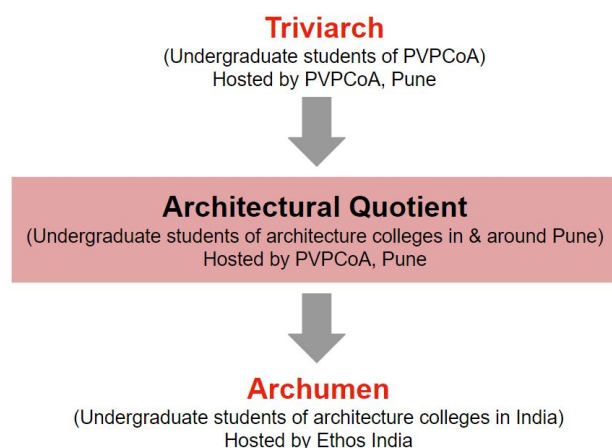 Triviarch
(Undergraduate students of PVPCoA)
Hosted by PVPCoA, Pune
Architectural Quotient
(Undergraduate students of architecture colleges in & around Pune)
Hosted by PVPCoA, Pune
Archumen
(Undergraduate students of architecture colleges in India)
Hosted by Ethos India